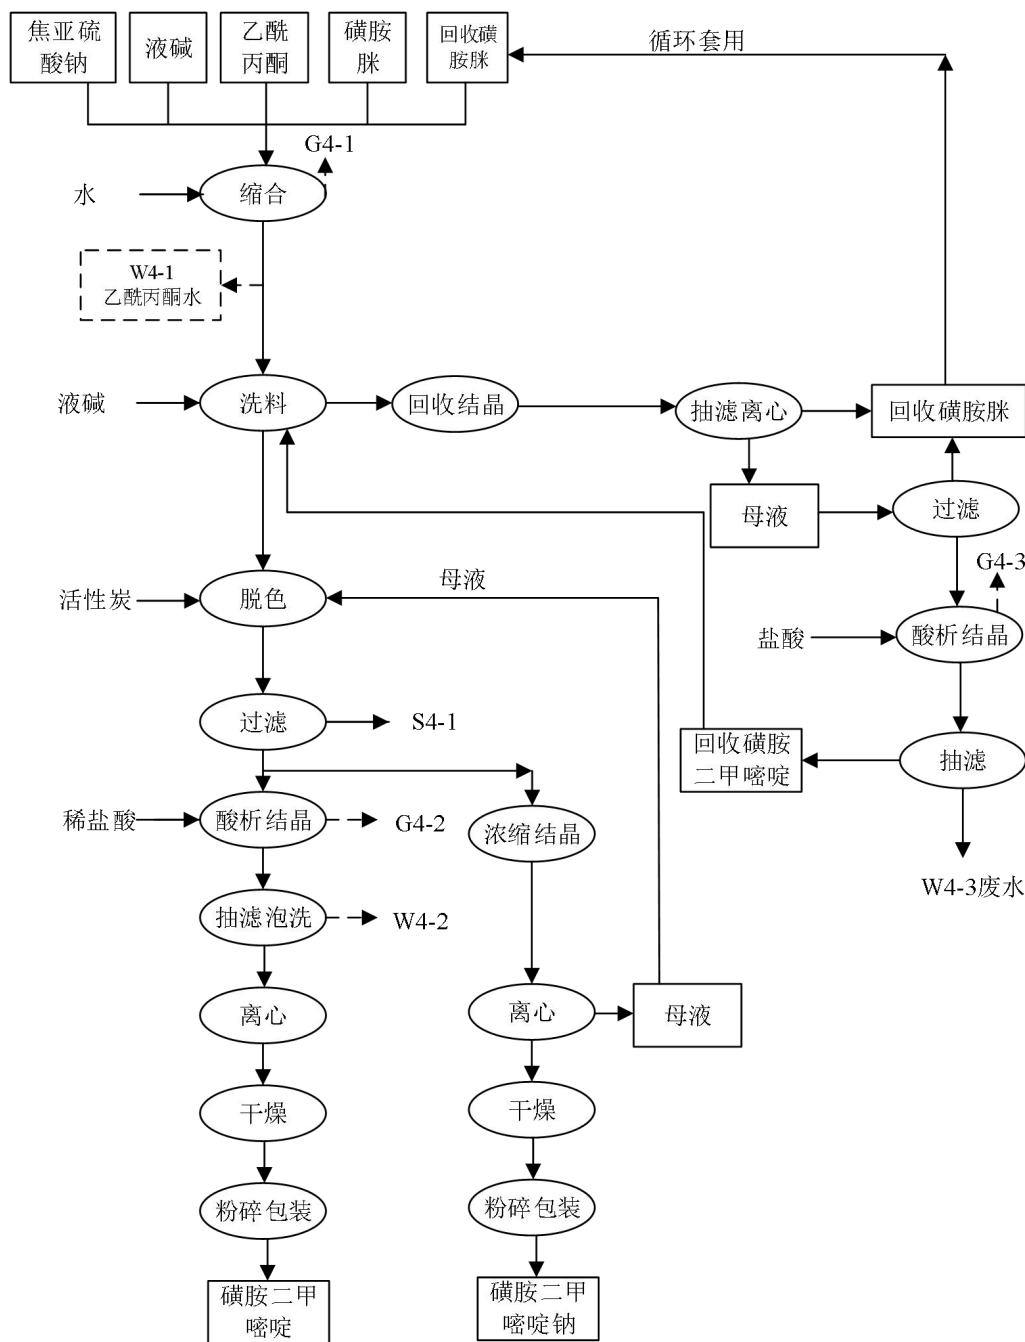 焦亚硫
酸钠
液碱
乙酰
丙酮
磺胺
脒
回收磺
胺脒
循环套用
G4-1
水
缩合
W4-1
乙酰丙酮水
液碱
洗料
回收结晶
抽滤离心
回收磺胺脒
母液
过滤
G4-3
活性炭
脱色
母液
盐酸
酸析结晶
过滤
S4-1
回收磺胺
二甲嘧啶
抽滤
稀盐酸
酸析结晶
G4-2
浓缩结晶
W4-3废水
抽滤泡洗
W4-2
离心
离心
母液
干燥
干燥
粉碎包装
粉碎包装
磺胺二甲
嘧啶
磺胺二甲
嘧啶钠